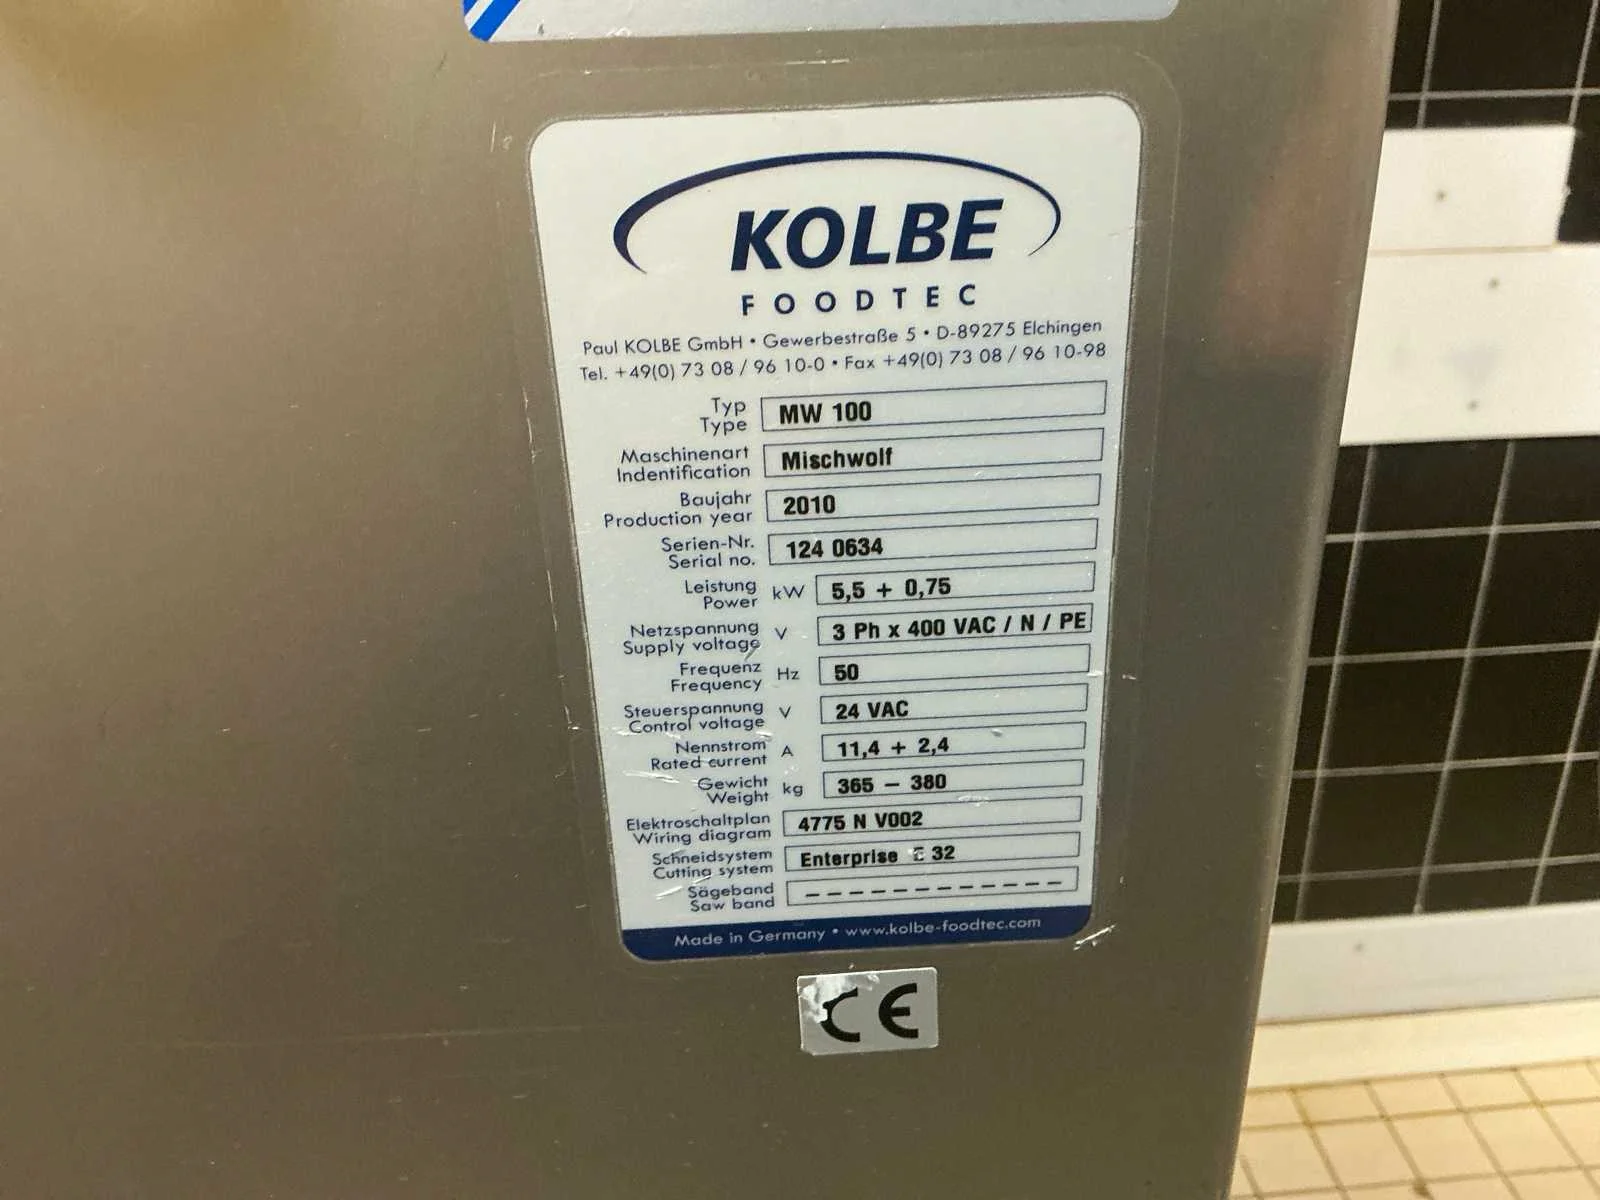 KOLBE
FOODTEC
Paul KOLBE GmbH • Gewerbestraße 5 • D-89275 Elchingen
Tel. +49(0) 73 08 / 96 10-0 • Fax +49(0) 73 08 / 96 10-98
Typ
Type
MW 100
Maschinenart
Indentification
Mischwolf
Baujahr
Production year
2010
Serien-Nr.
Serial no.
124 0634
Leistung
Power
kW
5,5 + 0,75
Netzspannung
Supply voltage
V
3 Ph x 400 VAC / N / PE
Frequenz
Frequency
Hz
50
Steuerspannung
Control voltage
V
24 VAC
Nennstrom
Rated current
A
11,4 + 2,4
Gewicht
Weight
kg
365 – 380
Elektroschaltplan
Wiring diagram
4775 N V002
Schneidsystem
Cutting system
Enterprise E 32
Sägeband
Saw band
– – – – – – – – – – – –
Made in Germany • www.kolbe-foodtec.com
CE